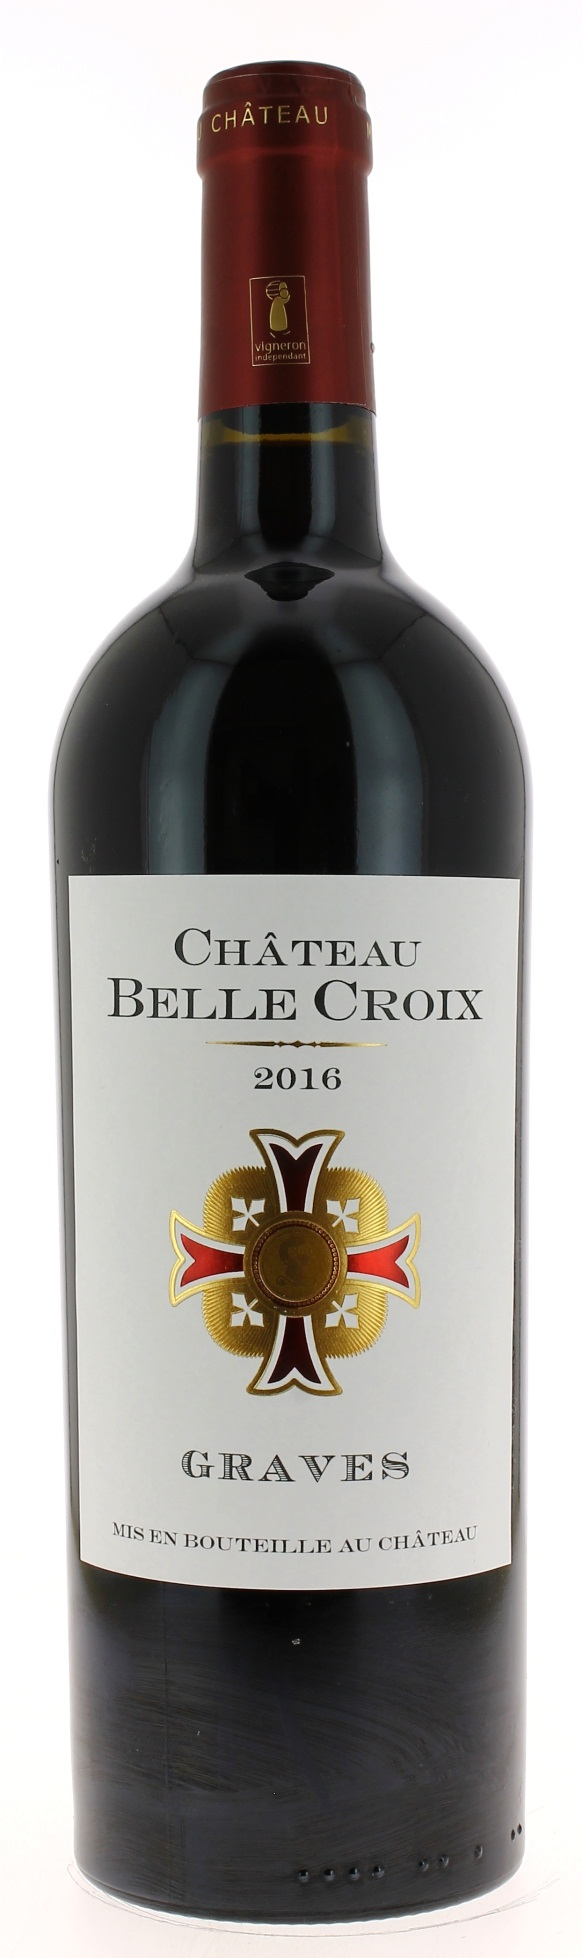 CHÂTEAU
vigneron
indépendant
CHÂTEAU
BELLE CROIX
2016
GRAVES
MIS EN BOUTEILLE AU CHÂTEAU